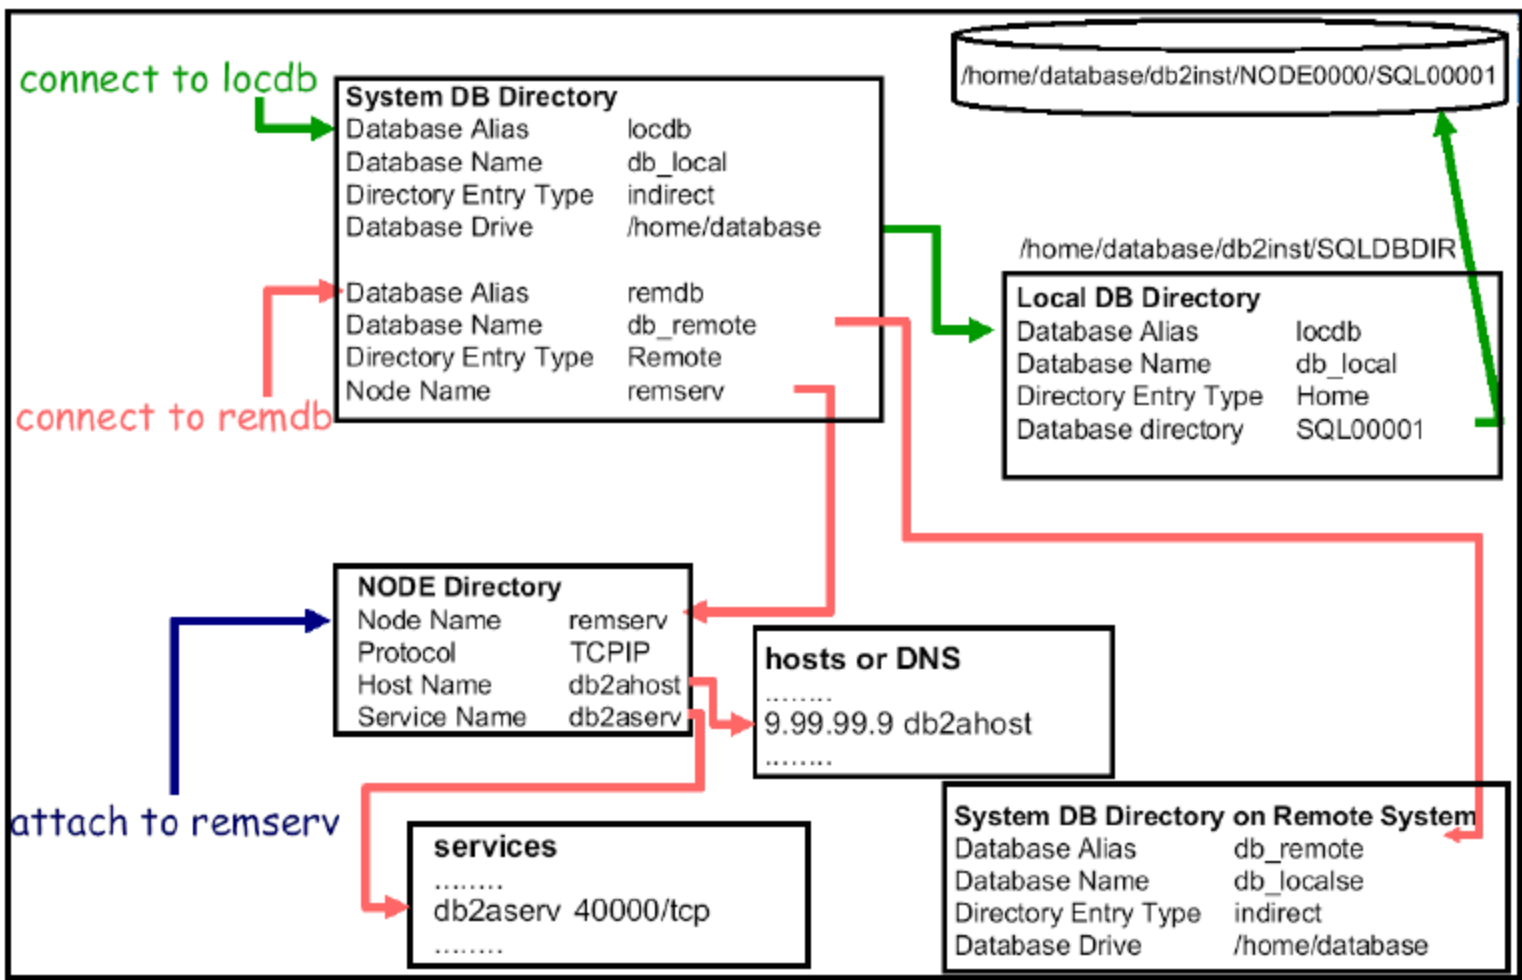 connect to locdb
System DB Directory
Database Alias locdb
Database Name db_local
Directory Entry Type indirect
Database Drive /home/database
Database Alias remdb
Database Name db_remote
Directory Entry Type Remote
Node Name remserv
connect to remdb
/home/database/db2inst/NODE0000/SQL00001
/home/database/db2inst/SQLDBDIR
Local DB Directory
Database Alias locdb
Database Name db_local
Directory Entry Type Home
Database directory SQL00001
NODE Directory
Node Name remserv
Protocol TCPIP
Host Name db2ahost
Service Name db2aserv
attach to remserv
hosts or DNS
........
9.99.99.9 db2ahost
........
services
........
db2aserv 40000/tcp
........
System DB Directory on Remote System
Database Alias db_remote
Database Name db_localse
Directory Entry Type indirect
Database Drive /home/database